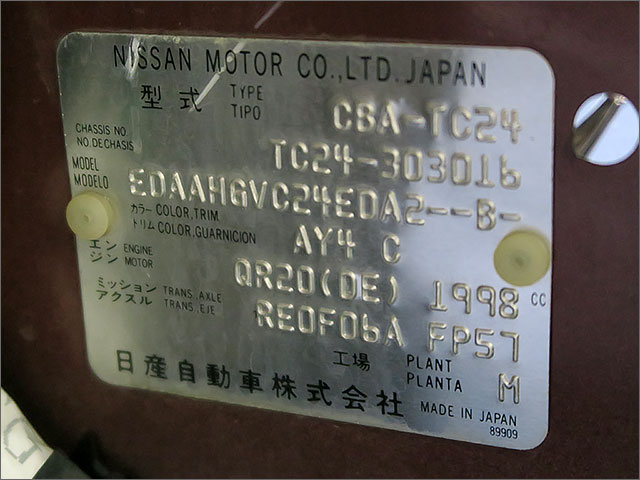 NISSAN MOTOR CO.,LTD. JAPAN
型式 TYPE TIPO CBA-TC24
CHASSIS NO NO.DECHASIS TC24-303016
MODEL MODELO EDAAHGVC24EDA2--B-
カラー COLOR,TRIM
トリム COLOR,GUARNICION AY4 C
エンジン ENGINE MOTOR QR20(DE) 1998 CC
ミッション TRANS.AXLE
アクスル TRANS.EJE RE0F06A FP57
工場 PLANT PLANTA M
日産自動車株式会社 MADE IN JAPAN
89909